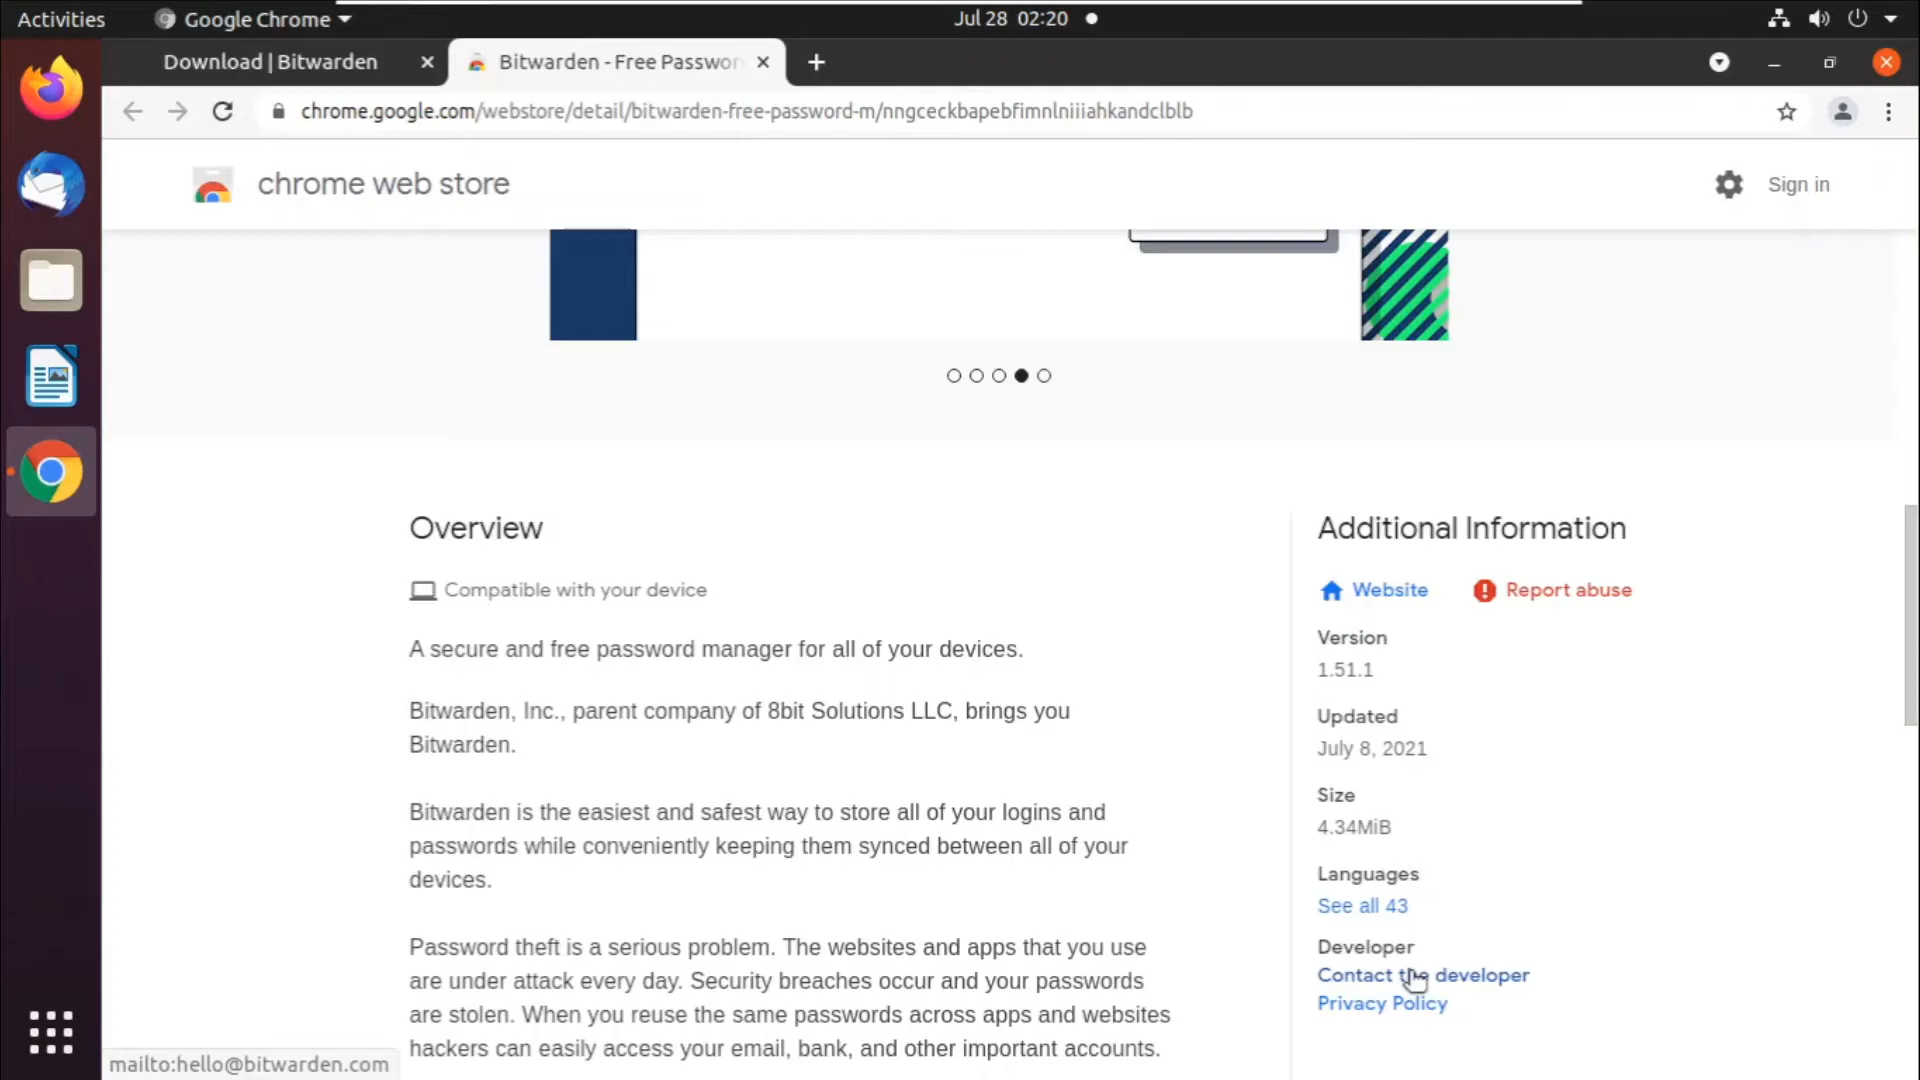 Activities
Google Chrome
Jul 28 02:20
Download | Bitwarden
Bitwarden - Free Passwor
chrome.google.com/webstore/detail/bitwarden-free-password-m/nngceckbapebfimnlniiiahkandclblb
chrome web store
Sign in
Overview
Compatible with your device
A secure and free password manager for all of your devices.
Bitwarden, Inc., parent company of 8bit Solutions LLC, brings you
Bitwarden.
Bitwarden is the easiest and safest way to store all of your logins and
passwords while conveniently keeping them synced between all of your
devices.
Password theft is a serious problem. The websites and apps that you use
are under attack every day. Security breaches occur and your passwords
are stolen. When you reuse the same passwords across apps and websites
hackers can easily access your email, bank, and other important accounts.
Additional Information
Website
Report abuse
Version
1.51.1
Updated
July 8, 2021
Size
4.34MiB
Languages
See all 43
Developer
Contact the developer
Privacy Policy
mailto:hello@bitwarden.com